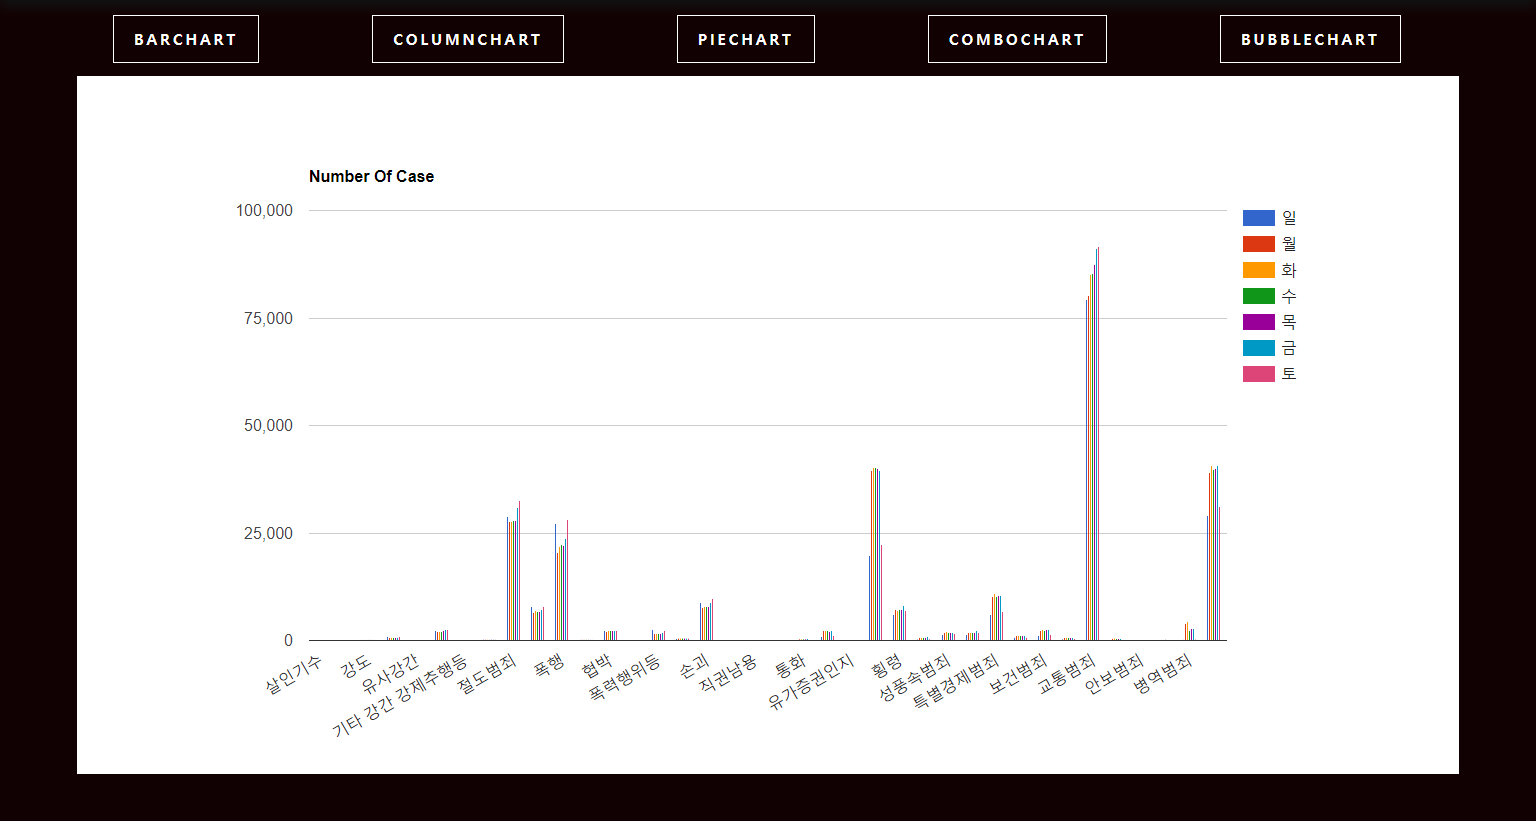 BARCHART
COLUMNCHART
PIECHART
COMBOCHART
BUBBLECHART
Number Of Case
100,000
75,000
50,000
25,000
0
일
월
화
수
목
금
토
살인기수
강도
유사강간
기타 강간 강제추행등
절도범죄
폭행
협박
폭력행위등
손괴
직권남용
통화
유가증권인지
횡령
성풍속범죄
특별경제범죄
보건범죄
교통범죄
안보범죄
병역범죄